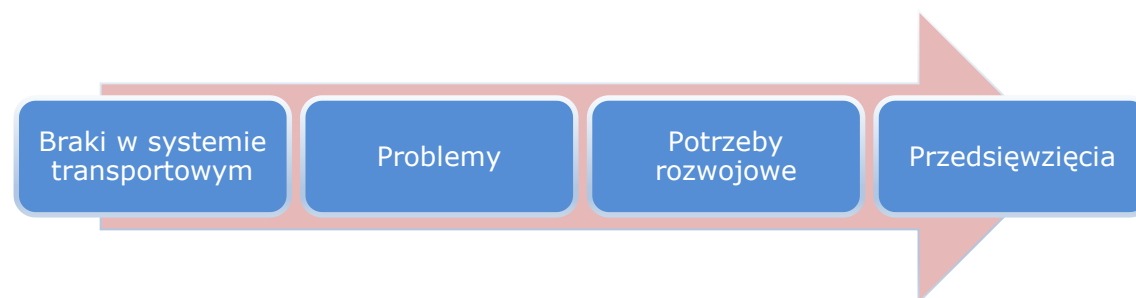 Braki w systemie
transportowym
Problemy
Potrzeby
rozwojowe
Przedsięwzięcia